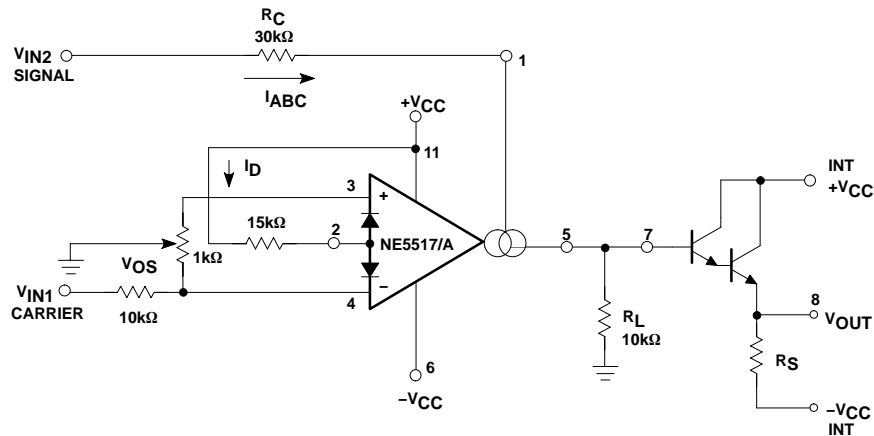 RC
30kΩ
VIN2
SIGNAL
1
IABC
+VCC
11
INT
+VCC
ID
3
+
15kΩ
2
NE5517/A
5
7
1kΩ
VOS
VIN1
CARRIER
10kΩ
4
−
6
−VCC
RL
10kΩ
8
VOUT
RS
−VCC
INT